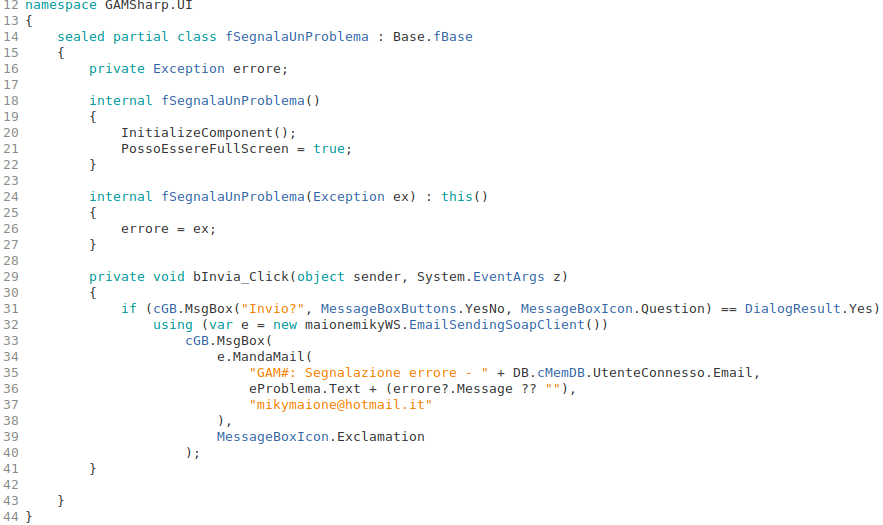 12 namespace GAMSharp.UI
13 {
14     sealed partial class fSegnalaUnProblema : Base.fBase
15     {
16         private Exception errore;
17
18         internal fSegnalaUnProblema()
19         {
20             InitializeComponent();
21             PossoEssereFullScreen = true;
22         }
23
24         internal fSegnalaUnProblema(Exception ex) : this()
25         {
26             errore = ex;
27         }
28
29         private void bInvia_Click(object sender, System.EventArgs z)
30         {
31             if (cGB.MsgBox("Invio?", MessageBoxButtons.YesNo, MessageBoxIcon.Question) == DialogResult.Yes)
32                 using (var e = new maionemikyWS.EmailSendingSoapClient())
33                     cGB.MsgBox(
34                         e.MandaMail(
35                             "GAM#: Segnalazione errore - " + DB.cMemDB.UtenteConnesso.Email,
36                             eProblema.Text + (errore?.Message ?? ""),
37                             "mikymaione@hotmail.it"
38                         ),
39                         MessageBoxIcon.Exclamation
40                     );
41         }
42
43     }
44 }